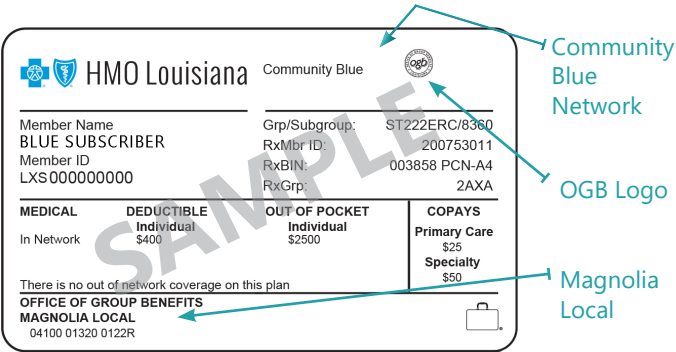 HMO Louisiana Community Blue
ogb
Community
Blue
Network
Member Name
BLUE SUBSCRIBER
Member ID
LXS000000000
Grp/Subgroup: ST222ERC/8360
RxMbr ID: 200753011
RxBIN: 003858 PCN-A4
RxGrp: 2AXA
OGB Logo
SAMPLE
MEDICAL DEDUCTIBLE OUT OF POCKET COPAYS
Individual Individual Primary Care
In Network $400 $2500 $25
Specialty
$50
There is no out of network coverage on this plan
OFFICE OF GROUP BENEFITS
MAGNOLIA LOCAL
04100 01320 0122R
Magnolia
Local